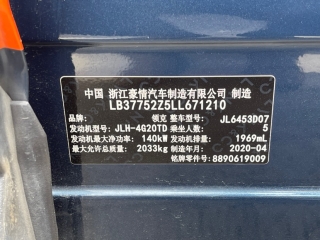 中国 浙江豪情汽车制造有限公司 制造
LB37752Z5LL671210
品牌: 领克 整车型号: JL6453D07
发动机型号: JLH-4G20TD 乘坐人数: 5
发动机最大净功率: 140kW 发动机排量: 1969mL
最大允许总质量: 2033kg 制造年月: 2020-04
铭牌零件号: 8890619009